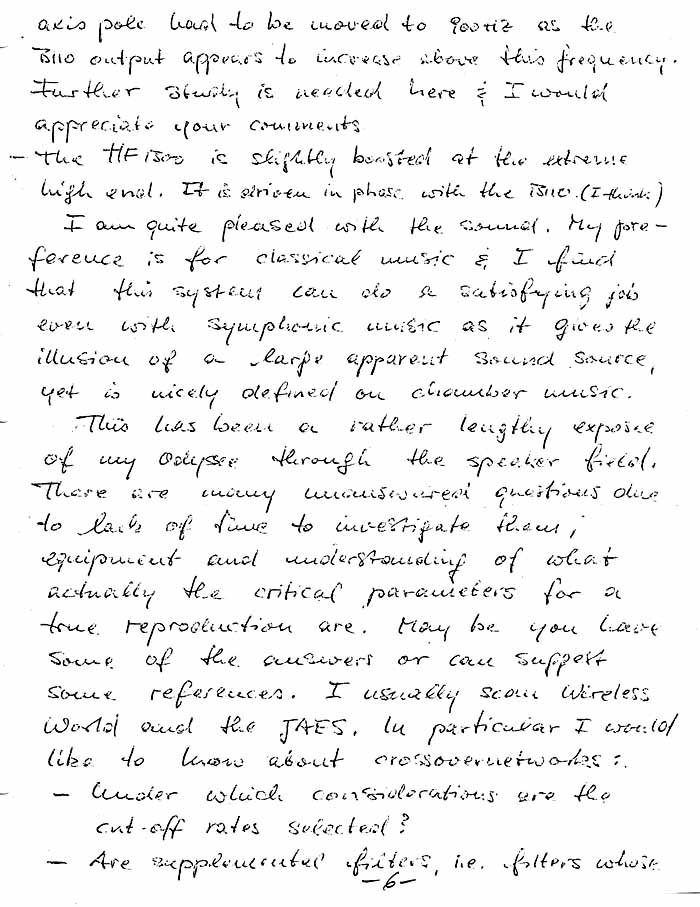 axis pole had to be moved to 900Hz as the
B110 output appears to increase above this frequency.
Further study is needed here & I would
appreciate your comments
- The HF1300 is slightly boosted at the extreme
high end. It is driven in phase with the B110. (I think)
I am quite pleased with the sound. My pre-
ference is for classical music & I find
that this system can do a satisfying job
even with symphonic music as it gives the
illusion of a large apparent sound source,
yet is nicely defined on chamber music.
This has been a rather lengthy exposee
of my Odyssee through the speaker field.
There are many unanswered questions due
to lack of time to investigate them,
equipment and understanding of what
actually the critical parameters for a
true reproduction are. May be you have
some of the answers or can suggest
some references. I usually scan Wireless
World and the JAES. In particular I would
like to know about crossovernetworks:
- Under which considerations are the
cut-off rates selected?
- Are supplemental filters, i.e. filters whose
-6-